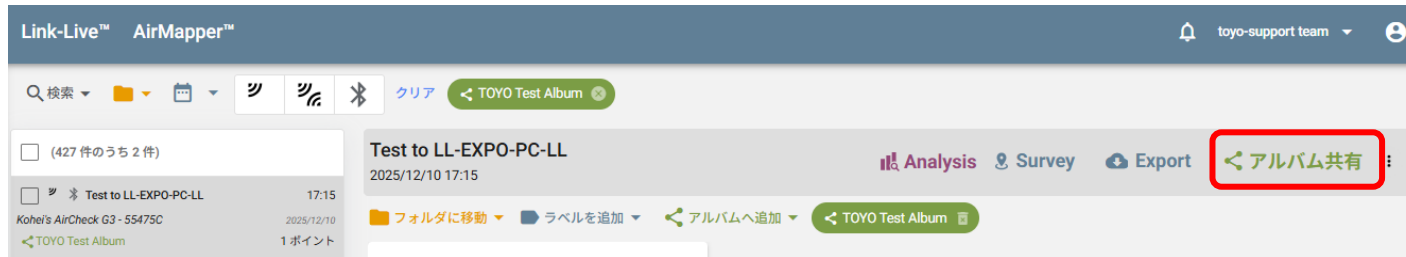 Link-Live™ AirMapper™ toyo-support team
検索 クリア TOYO Test Album
(427 件のうち 2 件)
Test to LL-EXPO-PC-LL 17:15
Kohei's AirCheck G3 - 55475C 2025/12/10
TOYO Test Album 1 ポイント
Test to LL-EXPO-PC-LL
2025/12/10 17:15
Analysis Survey Export アルバム共有
フォルダに移動 ラベルを追加 アルバムへ追加 TOYO Test Album